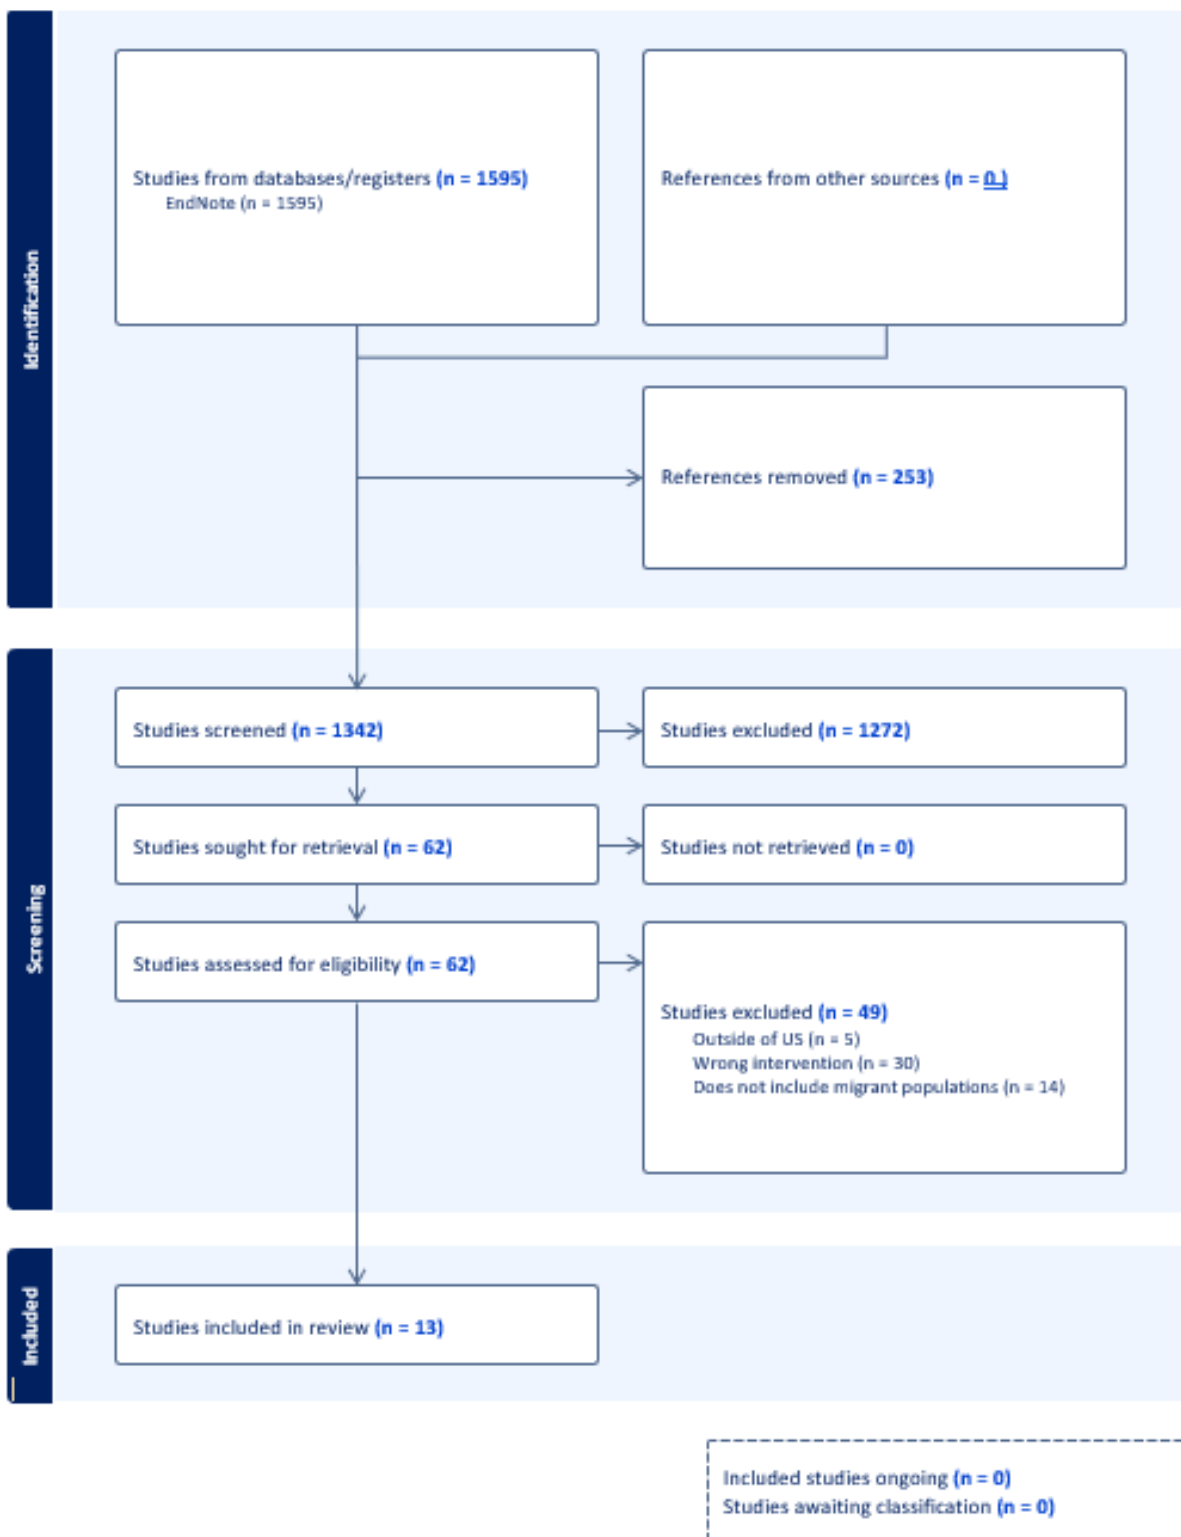 Identification
Studies from databases/registers (n = 1595)
EndNote (n = 1595)
References from other sources (n = 0 )
References removed (n = 253)
Screening
Studies screened (n = 1342)
Studies excluded (n = 1272)
Studies sought for retrieval (n = 62)
Studies not retrieved (n = 0)
Studies assessed for eligibility (n = 62)
Studies excluded (n = 49)
Outside of US (n = 5)
Wrong intervention (n = 30)
Does not include migrant populations (n = 14)
Included
Studies included in review (n = 13)
Included studies ongoing (n = 0)
Studies awaiting classification (n = 0)